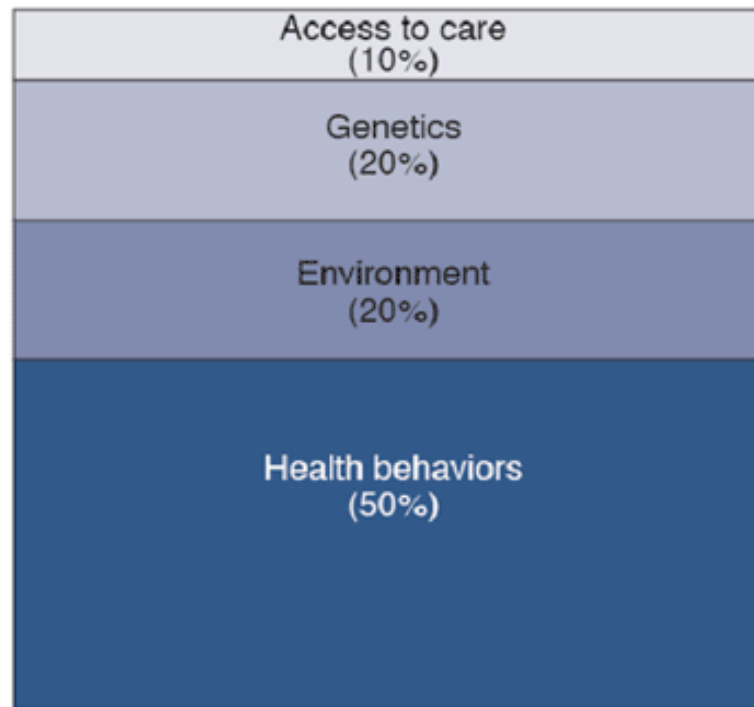 Access to care
(10%)
Genetics
(20%)
Environment
(20%)
Health behaviors
(50%)